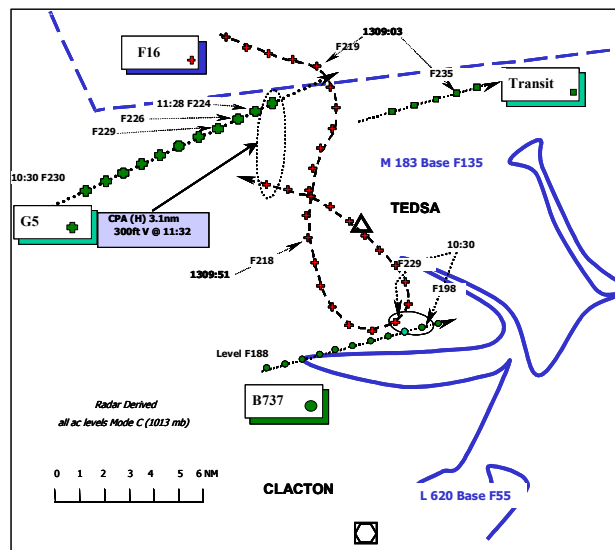 F16
F219
1309:03
F235
Transit
11:28 F224
F226
F229
M 183 Base F135
10:30 F230
TEDSA
G5
CPA (H) 3.1nm
300ft V @ 11:32
10:30
F229
1309:51
F218
F198
Level F188
B737
Radar Derived
all ac levels Mode C (1013 mb)
0 1 2 3 4 5 6 NM
CLACTON
L 620 Base F55